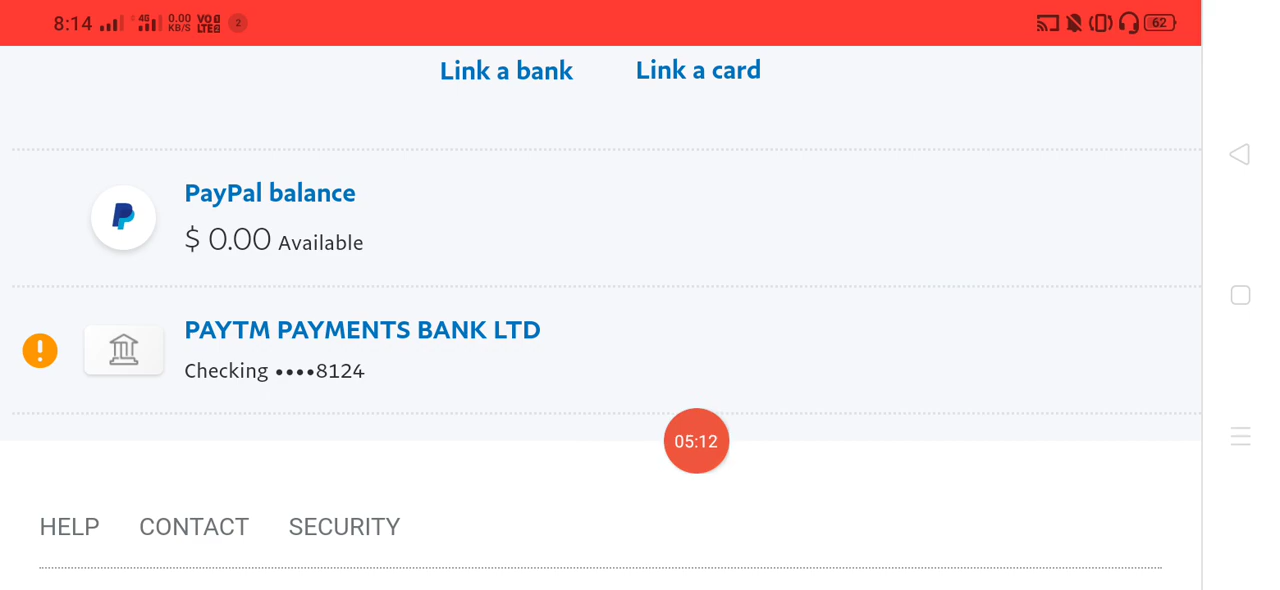 8:14 4G 0.00 KB/S VO LTE 2 62
Link a bank Link a card
PayPal balance
$ 0.00 Available
PAYTM PAYMENTS BANK LTD
Checking ••••8124
05:12
HELP CONTACT SECURITY